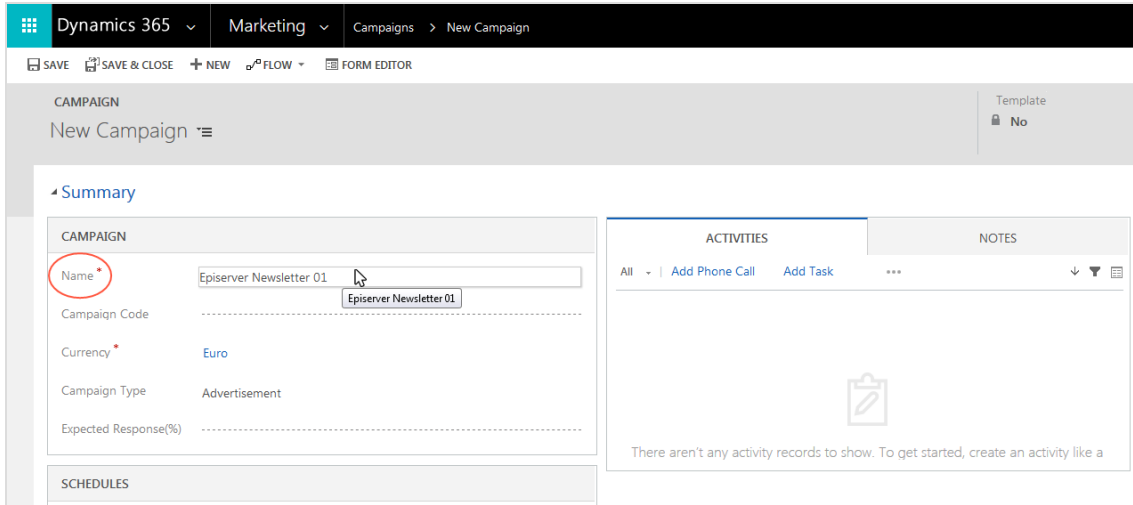 Dynamics 365 Marketing Campaigns > New Campaign
SAVE SAVE & CLOSE NEW FLOW FORM EDITOR
CAMPAIGN
New Campaign
Template
No
Summary
CAMPAIGN
Name * Episerver Newsletter 01
Episerver Newsletter 01
Campaign Code
Currency * Euro
Campaign Type Advertisement
Expected Response(%)
SCHEDULES
ACTIVITIES NOTES
All | Add Phone Call Add Task ...
There aren't any activity records to show. To get started, create an activity like a